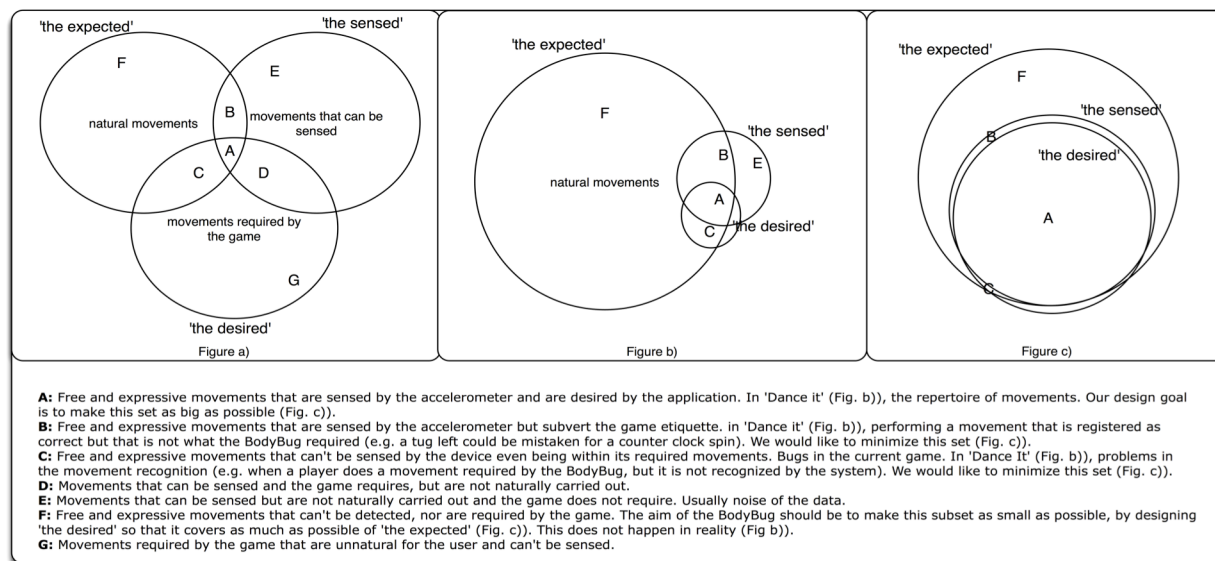 'the expected'
'the sensed'
F
E
B
natural movements
movements that can be
sensed
A
C
D
movements required by
the game
G
'the desired'
Figure a)
'the expected'
F
'the sensed'
B
E
natural movements
A
C
'the desired'
Figure b)
'the expected'
F
'the sensed'
B
'the desired'
A
C
Figure c)
A: Free and expressive movements that are sensed by the accelerometer and are desired by the application. In 'Dance it' (Fig. b)), the repertoire of movements. Our design goal
is to make this set as big as possible (Fig. c)).
B: Free and expressive movements that are sensed by the accelerometer but subvert the game etiquette. in 'Dance it' (Fig. b)), performing a movement that is registered as
correct but that is not what the BodyBug required (e.g. a tug left could be mistaken for a counter clock spin). We would like to minimize this set (Fig. c)).
C: Free and expressive movements that can't be sensed by the device even being within its required movements. Bugs in the current game. In 'Dance It' (Fig. b)), problems in
the movement recognition (e.g. when a player does a movement required by the BodyBug, but it is not recognized by the system). We would like to minimize this set (Fig. c)).
D: Movements that can be sensed and the game requires, but are not naturally carried out.
E: Movements that can be sensed but are not naturally carried out and the game does not require. Usually noise of the data.
F: Free and expressive movements that can't be detected, nor are required by the game. The aim of the BodyBug should be to make this subset as small as possible, by designing
'the desired' so that it covers as much as possible of 'the expected' (Fig. c)). This does not happen in reality (Fig b)).
G: Movements required by the game that are unnatural for the user and can't be sensed.